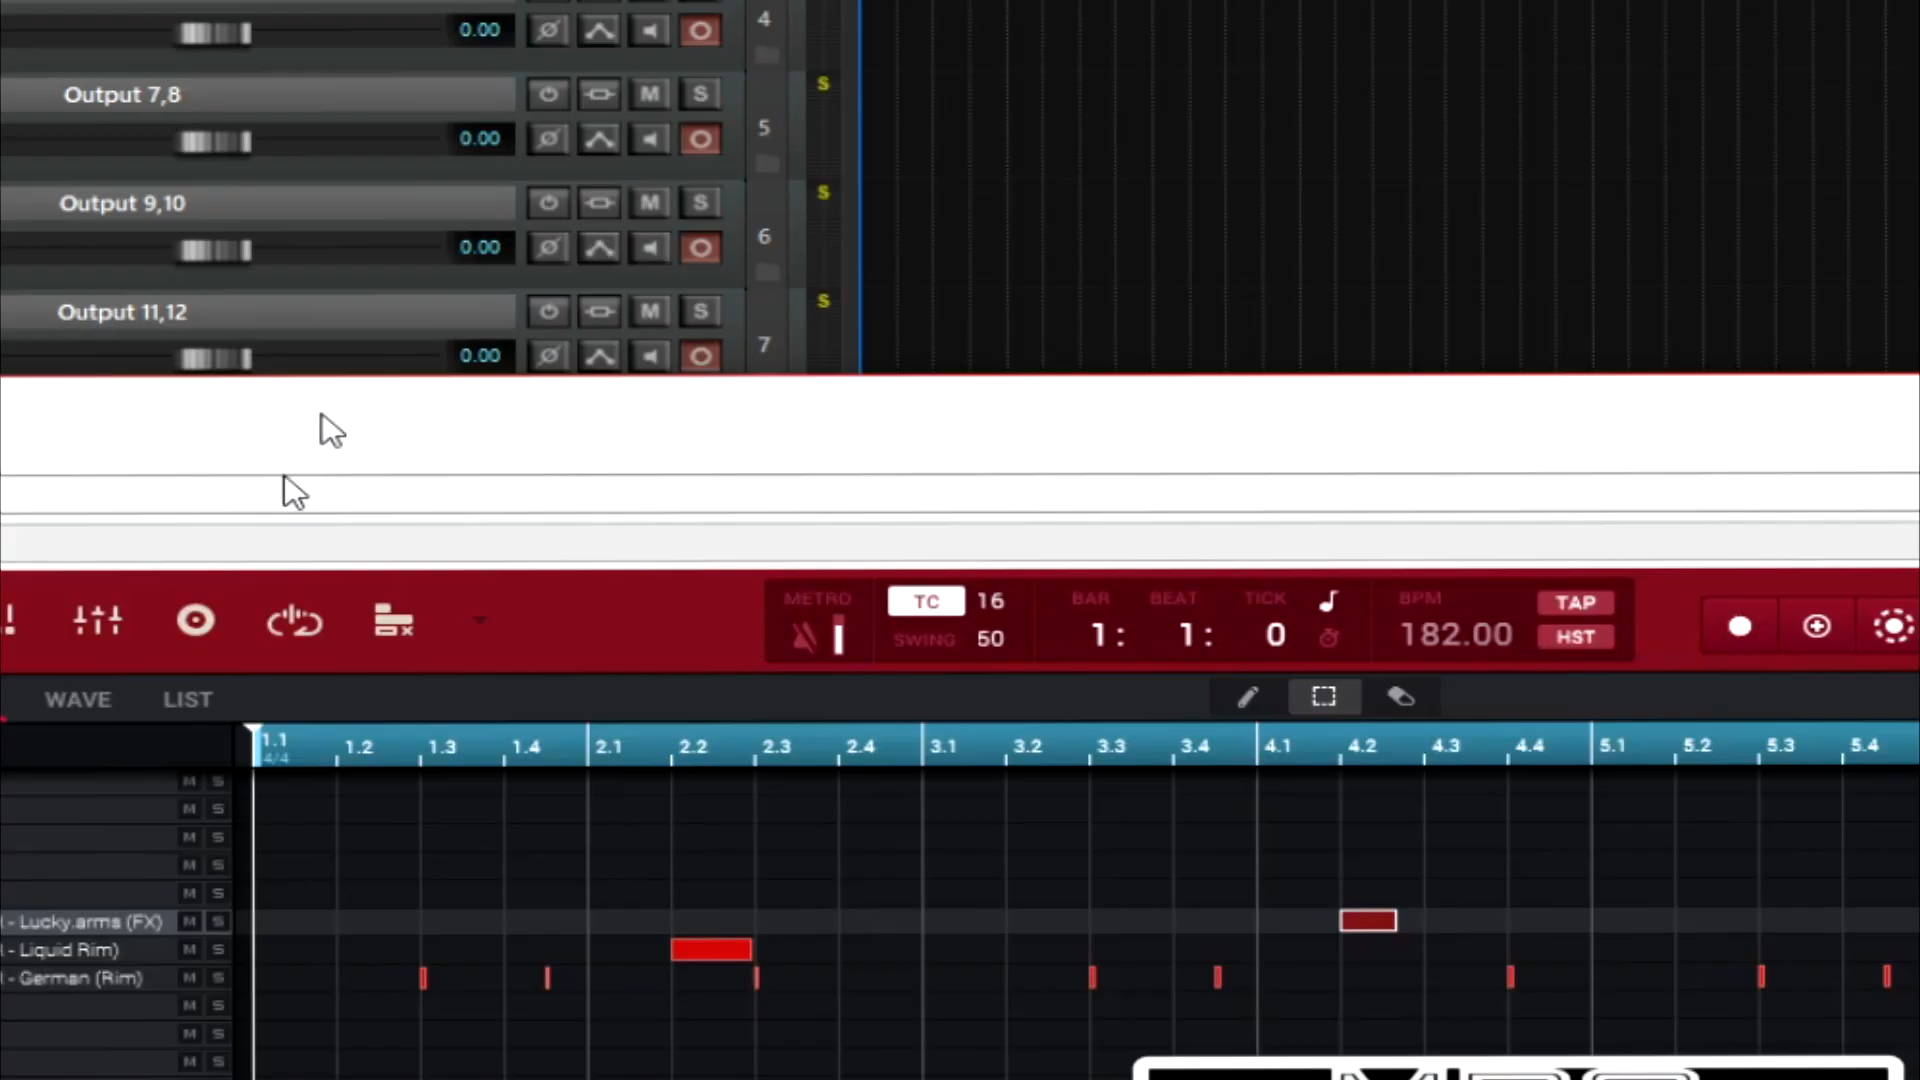 0.00
4
Output 7,8 M S S
0.00
5
Output 9,10 M S S
0.00
6
Output 11,12 M S S
0.00
7
METRO TC 16 BAR BEAT TICK BPM TAP
SWING 50 1: 1: 0 182.00 HST
WAVE LIST
1.1 1.2 1.3 1.4 2.1 2.2 2.3 2.4 3.1 3.2 3.3 3.4 4.1 4.2 4.3 4.4 5.1 5.2 5.3 5.4
4/4
M S
M S
M S
M S
M S
- Lucky.arms (FX) M S
- Liquid Rim) M S
- German (Rim) M S
M S
M S
M S